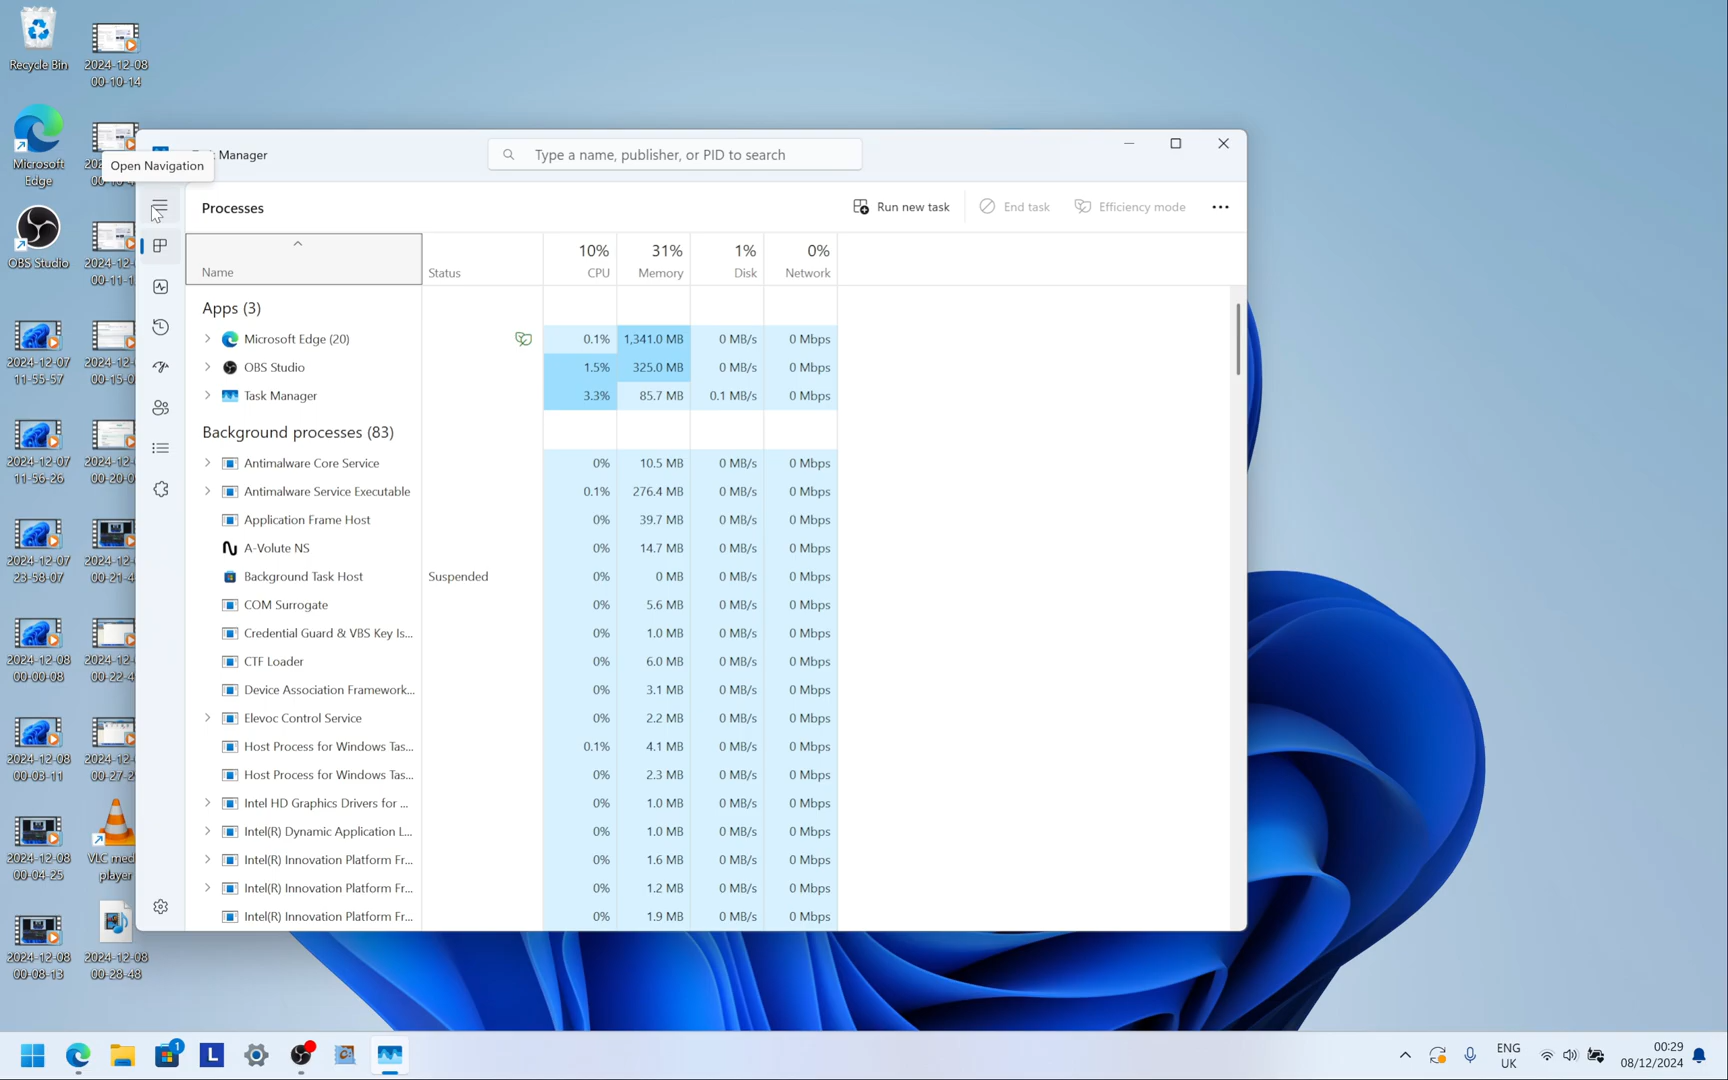 Recycle Bin
2024-12-08
00-10-14
Microsoft
Edge
OBS Studio
2024-12-07
11-55-57
2024-12-07
11-56-26
2024-12-07
23-58-07
2024-12-08
00-00-08
2024-12-08
00-03-11
2024-12-08
00-04-25
2024-12-08
00-08-13
VLC med
player
2024-12-08
00-28-48
Open Navigation
Manager
Type a name, publisher, or PID to search
Processes
Run new task
End task
Efficiency mode
Name
Status
10%
CPU
31%
Memory
1%
Disk
0%
Network
Apps (3)
Microsoft Edge (20) 0.1% 1,341.0 MB 0 MB/s 0 Mbps
OBS Studio 1.5% 325.0 MB 0 MB/s 0 Mbps
Task Manager 3.3% 85.7 MB 0.1 MB/s 0 Mbps
Background processes (83)
Antimalware Core Service 0% 10.5 MB 0 MB/s 0 Mbps
Antimalware Service Executable 0.1% 276.4 MB 0 MB/s 0 Mbps
Application Frame Host 0% 39.7 MB 0 MB/s 0 Mbps
A-Volute NS 0% 14.7 MB 0 MB/s 0 Mbps
Background Task Host Suspended 0% 0 MB 0 MB/s 0 Mbps
COM Surrogate 0% 5.6 MB 0 MB/s 0 Mbps
Credential Guard & VBS Key Is... 0% 1.0 MB 0 MB/s 0 Mbps
CTF Loader 0% 6.0 MB 0 MB/s 0 Mbps
Device Association Framework... 0% 3.1 MB 0 MB/s 0 Mbps
Elevoc Control Service 0% 2.2 MB 0 MB/s 0 Mbps
Host Process for Windows Tas... 0.1% 4.1 MB 0 MB/s 0 Mbps
Host Process for Windows Tas... 0% 2.3 MB 0 MB/s 0 Mbps
Intel HD Graphics Drivers for ... 0% 1.0 MB 0 MB/s 0 Mbps
Intel(R) Dynamic Application L... 0% 1.0 MB 0 MB/s 0 Mbps
Intel(R) Innovation Platform Fr... 0% 1.6 MB 0 MB/s 0 Mbps
Intel(R) Innovation Platform Fr... 0% 1.2 MB 0 MB/s 0 Mbps
Intel(R) Innovation Platform Fr... 0% 1.9 MB 0 MB/s 0 Mbps
1
L
ENG
UK
00:29
08/12/2024